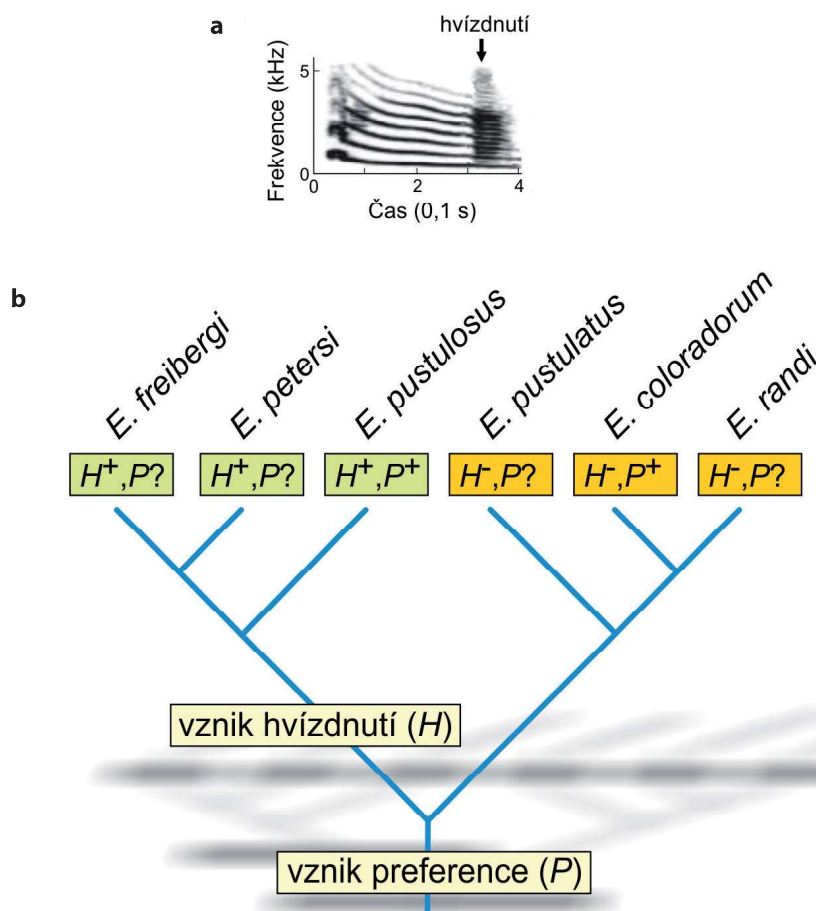 a
hvízdnutí
Frekvence (kHz)
5
0
0
2
4
Čas (0,1 s)
b
E. freibergi
E. petersi
E. pustulosus
E. pustulatus
E. coloradorum
E. randi
H+,P?
H+,P?
H+,P+
H-,P?
H-,P+
H-,P?
vznik hvízdnutí (H)
vznik preference (P)